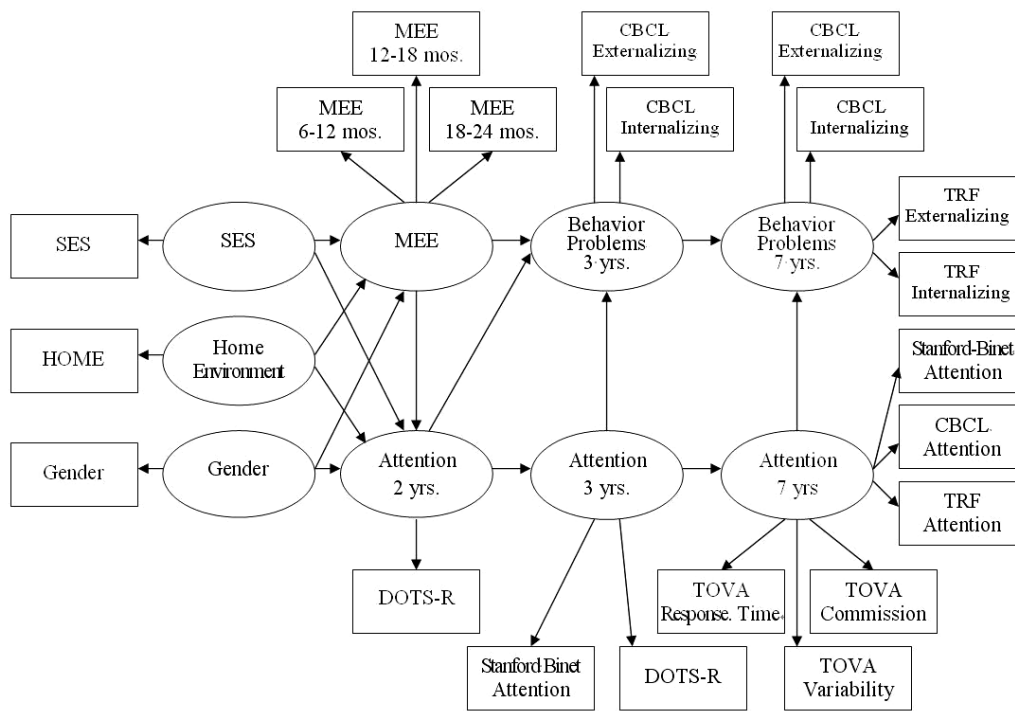 MEE
12-18 mos.
CBCL
Externalizing
CBCL
Externalizing
MEE
6-12 mos.
MEE
18-24 mos.
CBCL
Internalizing
CBCL
Internalizing
TRF
Externalizing
SES
SES
MEE
Behavior
Problems
3 yrs.
Behavior
Problems
7 yrs.
TRF
Internalizing
HOME
Home
Environment
Stanford-Binet
Attention
CBCL
Attention
Gender
Gender
Attention
2 yrs.
Attention
3 yrs.
Attention
7 yrs
TRF
Attention
DOTS-R
TOVA
Response. Time.
TOVA
Commission
Stanford-Binet
Attention
DOTS-R
TOVA
Variability